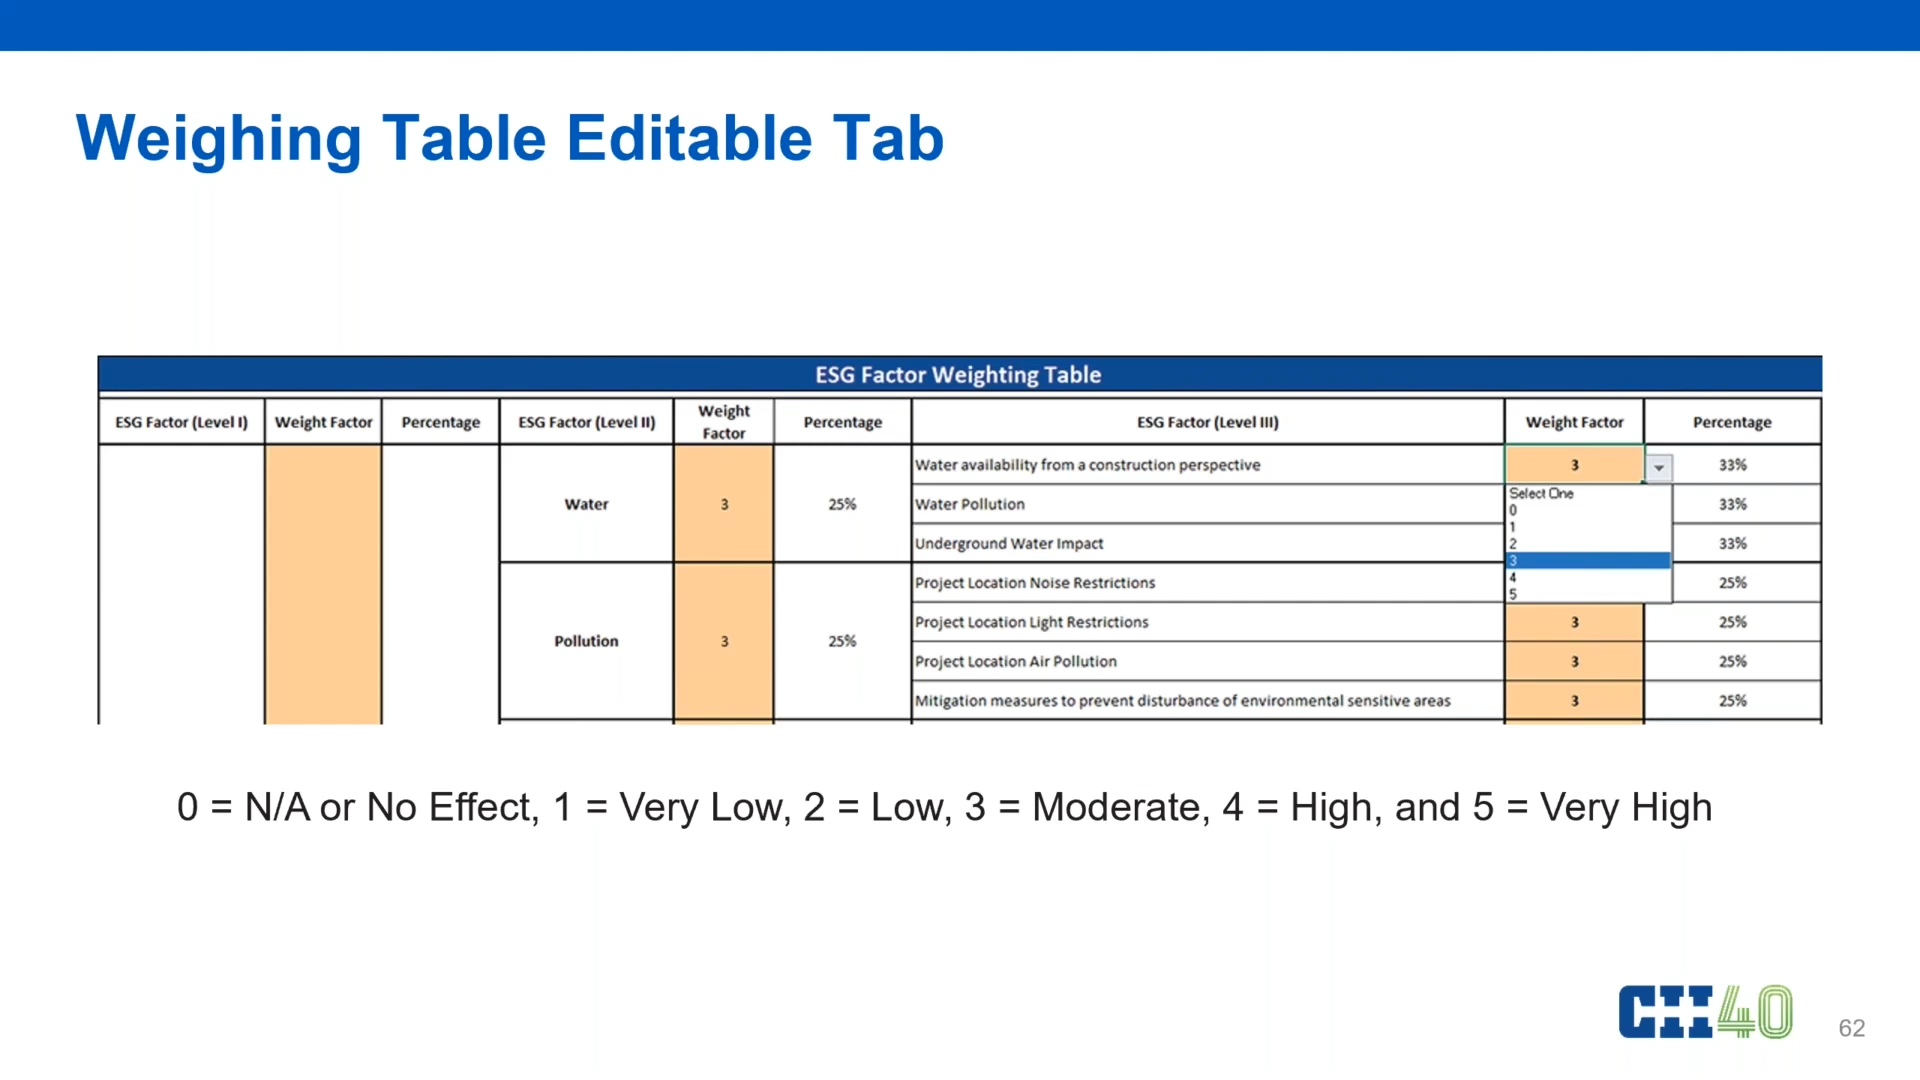 Weighing Table Editable Tab
ESG Factor Weighting Table
ESG Factor (Level I) Weight Factor Percentage ESG Factor (Level II) Weight Factor Percentage ESG Factor (Level III) Weight Factor Percentage
Water 3 25%
Water availability from a construction perspective 3 33%
Water Pollution 33%
Underground Water Impact 33%
Select One
0
1
2
3
4
5
Pollution 3 25%
Project Location Noise Restrictions 25%
Project Location Light Restrictions 3 25%
Project Location Air Pollution 3 25%
Mitigation measures to prevent disturbance of environmental sensitive areas 3 25%
0 = N/A or No Effect, 1 = Very Low, 2 = Low, 3 = Moderate, 4 = High, and 5 = Very High
CII40
62